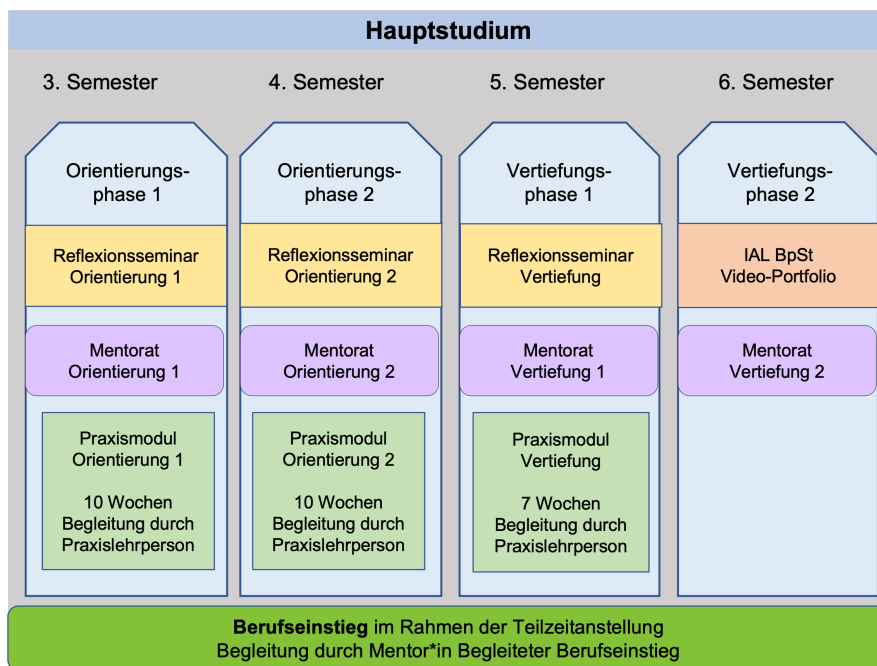 Hauptstudium
3. Semester
4. Semester
5. Semester
6. Semester
Orientierungs-
phase 1
Reflexionsseminar
Orientierung 1
Mentorat
Orientierung 1
Praxismodul
Orientierung 1
10 Wochen
Begleitung durch
Praxislehrperson
Orientierungs-
phase 2
Reflexionsseminar
Orientierung 2
Mentorat
Orientierung 2
Praxismodul
Orientierung 2
10 Wochen
Begleitung durch
Praxislehrperson
Vertiefungs-
phase 1
Reflexionsseminar
Vertiefung
Mentorat
Vertiefung 1
Praxismodul
Vertiefung
7 Wochen
Begleitung durch
Praxislehrperson
Vertiefungs-
phase 2
IAL BpSt
Video-Portfolio
Mentorat
Vertiefung 2
Berufseinstieg im Rahmen der Teilzeitanstellung
Begleitung durch Mentor*in Begleiteter Berufseinstieg